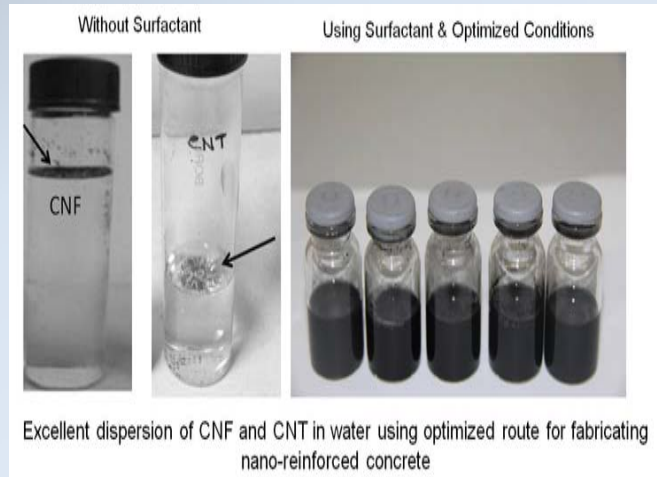 Without Surfactant
Using Surfactant & Optimized Conditions
CNF
CNT
Excellent dispersion of CNF and CNT in water using optimized route for fabricating
nano-reinforced concrete